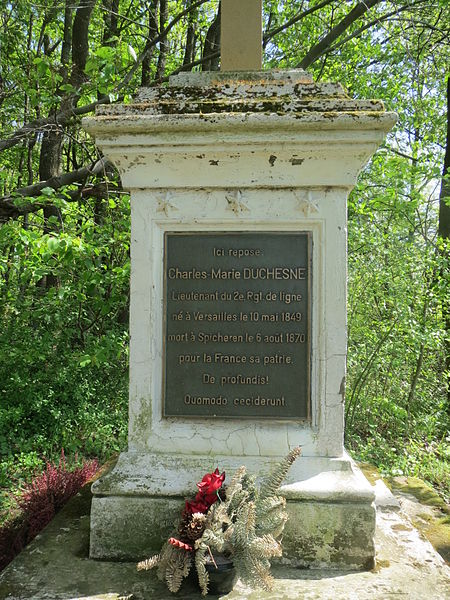 Ici repose.
Charles-Marie DUCHESNE
Lieutenant du 2e Rgt de ligne
né à Versailles le 10 mai 1849
mort à Spicheren le 6 août 1870
pour la France sa patrie.
De profundis!
Quomodo ceciderunt.